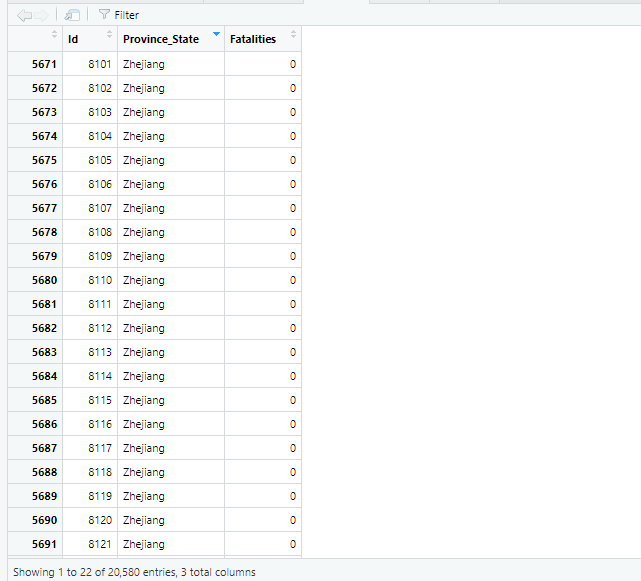 Filter
Id Province_State Fatalities
5671 8101 Zhejiang 0
5672 8102 Zhejiang 0
5673 8103 Zhejiang 0
5674 8104 Zhejiang 0
5675 8105 Zhejiang 0
5676 8106 Zhejiang 0
5677 8107 Zhejiang 0
5678 8108 Zhejiang 0
5679 8109 Zhejiang 0
5680 8110 Zhejiang 0
5681 8111 Zhejiang 0
5682 8112 Zhejiang 0
5683 8113 Zhejiang 0
5684 8114 Zhejiang 0
5685 8115 Zhejiang 0
5686 8116 Zhejiang 0
5687 8117 Zhejiang 0
5688 8118 Zhejiang 0
5689 8119 Zhejiang 0
5690 8120 Zhejiang 0
5691 8121 Zhejiang 0
Showing 1 to 22 of 20,580 entries, 3 total columns